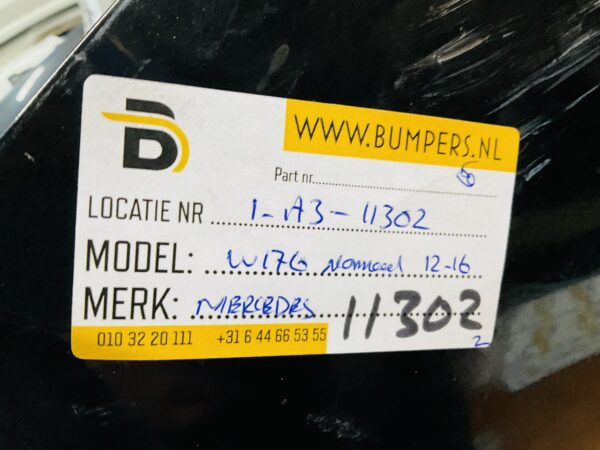 B
WWW.BUMPERS.NL
Part nr.
LOCATIE NR 1-A3-11302
MODEL: W176 Normaal 12-16
MERK: MERCEDES 11302
010 32 20 111 +31 6 44 66 53 55
2